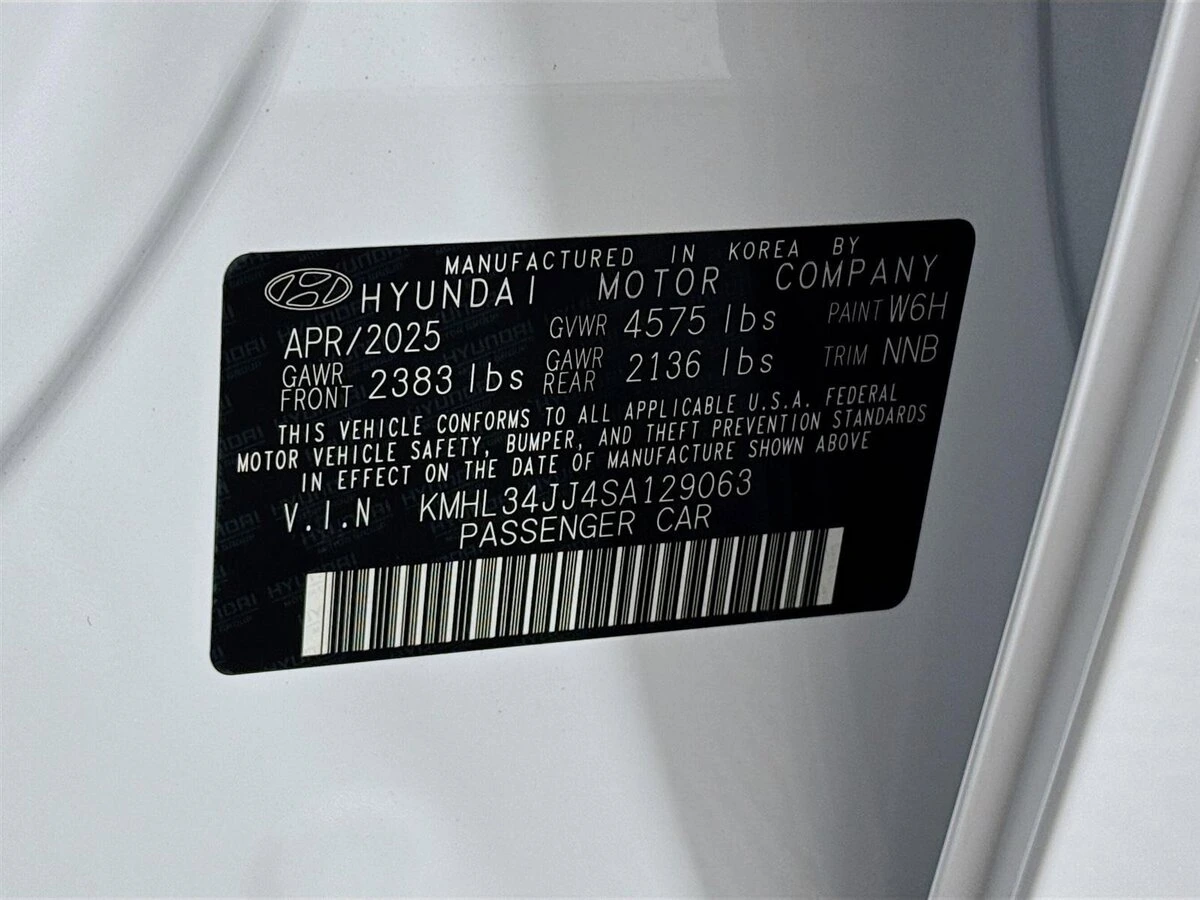 MANUFACTURED IN KOREA BY
HYUNDAI MOTOR COMPANY
APR/2025 GVWR 4575 lbs PAINT W6H
GAWR FRONT 2383 lbs GAWR REAR 2136 lbs TRIM NNB
THIS VEHICLE CONFORMS TO ALL APPLICABLE U.S.A. FEDERAL
MOTOR VEHICLE SAFETY, BUMPER, AND THEFT PREVENTION STANDARDS
IN EFFECT ON THE DATE OF MANUFACTURE SHOWN ABOVE
V.I.N KMHL34JJ4SA129063
PASSENGER CAR